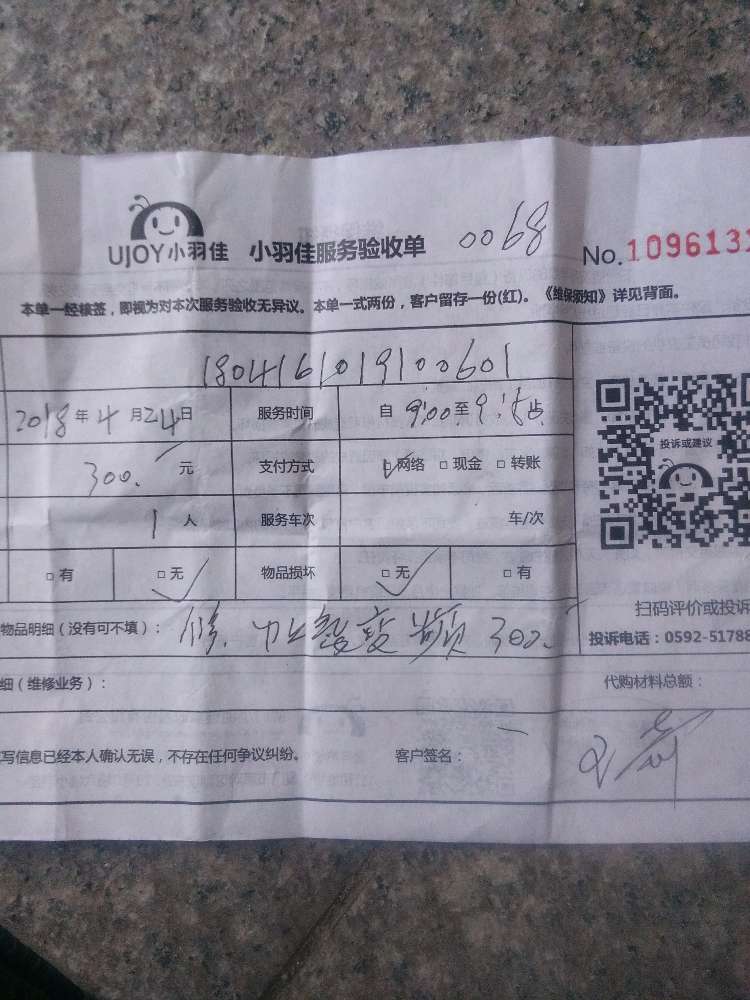 UJOY小羽佳 小羽佳服务验收单 0068 No.1096131
本单一经核签，即视为对本次服务验收无异议。本单一式两份，客户留存一份(红)。《维保须知》详见背面。
180416101910060 1
2018年4月24日 服务时间 自9:00至9:15点
投诉或建议
300.元 支付方式 ☑网络 □现金 □转账
1人 服务车次 车/次
□有 □无 物品损坏 □无 □有
物品明细（没有可不填）： 修. 变频 300.
扫码评价或投诉
投诉电话：0592-51788
细（维修业务）： 代购材料总额：
写信息已经本人确认无误，不存在任何争议纠纷。 客户签名：